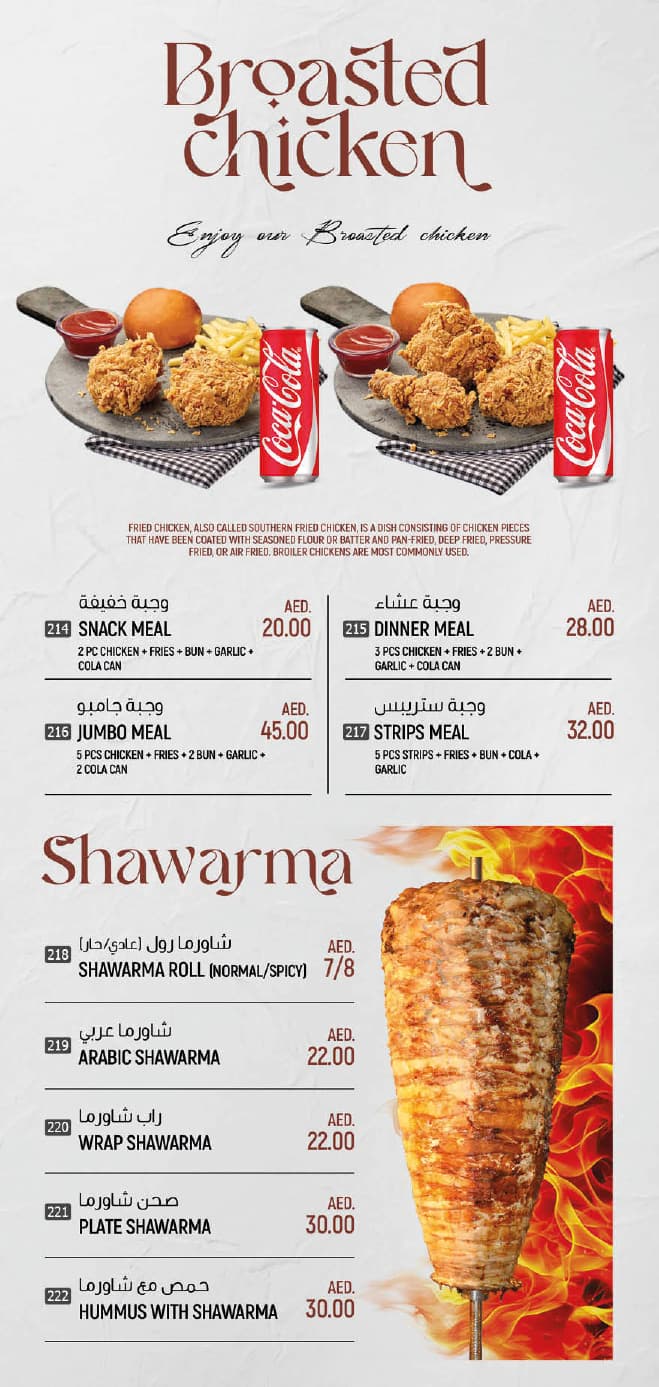 Broasted
chicken
Enjoy our Broasted chicken
Coca-Cola
Coca-Cola
FRIED CHICKEN, ALSO CALLED SOUTHERN FRIED CHICKEN, IS A DISH CONSISTING OF CHICKEN PIECES
THAT HAVE BEEN COATED WITH SEASONED FLOUR OR BATTER AND PAN-FRIED, DEEP FRIED, PRESSURE
FRIED, OR AIR FRIED. BROILER CHICKENS ARE MOST COMMONLY USED.
وجبة خفيفة
214 SNACK MEAL AED. 20.00
2 PC CHICKEN + FRIES + BUN + GARLIC +
COLA CAN
وجبة عشاء
215 DINNER MEAL AED. 28.00
3 PCS CHICKEN + FRIES + 2 BUN +
GARLIC + COLA CAN
وجبة جامبو
216 JUMBO MEAL AED. 45.00
5 PCS CHICKEN + FRIES + 2 BUN + GARLIC +
2 COLA CAN
وجبة ستريبس
217 STRIPS MEAL AED. 32.00
5 PCS STRIPS + FRIES + BUN + COLA +
GARLIC
Shawarma
شاورما رول (عادي/حار)
218 SHAWARMA ROLL (NORMAL/SPICY) AED. 7/8
شاورما عربي
219 ARABIC SHAWARMA AED. 22.00
راب شاورما
220 WRAP SHAWARMA AED. 22.00
صحن شاورما
221 PLATE SHAWARMA AED. 30.00
حمص مع شاورما
222 HUMMUS WITH SHAWARMA AED. 30.00